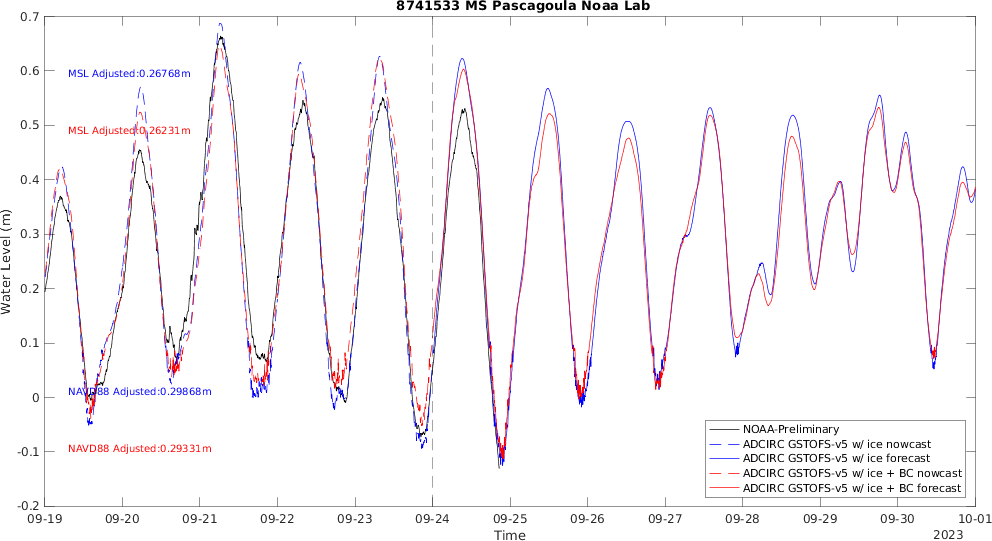 8741533 MS Pascagoula Noaa Lab
Water Level (m)
0.7
0.6
0.5
0.4
0.3
0.2
0.1
0
-0.1
-0.2
MSL Adjusted:0.26768m
MSL Adjusted:0.26231m
NAVD88 Adjusted:0.29868m
NAVD88 Adjusted:0.29331m
NOAA-Preliminary
ADCIRC GSTOFS-v5 w/ ice nowcast
ADCIRC GSTOFS-v5 w/ ice forecast
ADCIRC GSTOFS-v5 w/ ice + BC nowcast
ADCIRC GSTOFS-v5 w/ ice + BC forecast
09-19 09-20 09-21 09-22 09-23 09-24 09-25 09-26 09-27 09-28 09-29 09-30 10-01
Time
2023